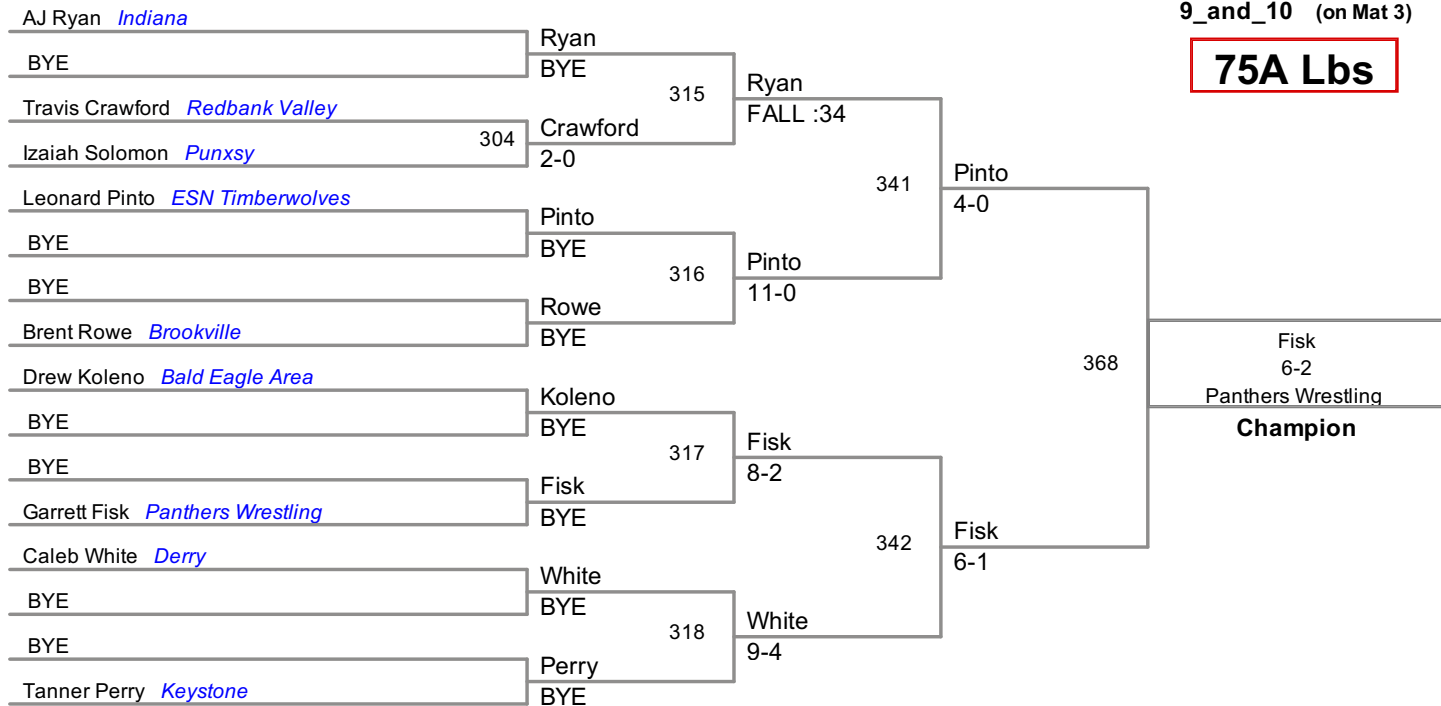 9_and_10 (on Mat 3)
75A Lbs
AJ Ryan Indiana
BYE
Travis Crawford Redbank Valley
Izaiah Solomon Punxsy
Leonard Pinto ESN Timberwolves
BYE
BYE
Brent Rowe Brookville
Drew Koleno Bald Eagle Area
BYE
BYE
Garrett Fisk Panthers Wrestling
Caleb White Derry
BYE
BYE
Tanner Perry Keystone
304
Ryan
BYE
Crawford
2-0
Pinto
BYE
Rowe
BYE
Koleno
BYE
Fisk
BYE
White
BYE
Perry
BYE
315
316
317
318
Ryan
FALL :34
Pinto
11-0
Fisk
8-2
White
9-4
341
342
Pinto
4-0
Fisk
6-1
368
Fisk
6-2
Panthers Wrestling
Champion